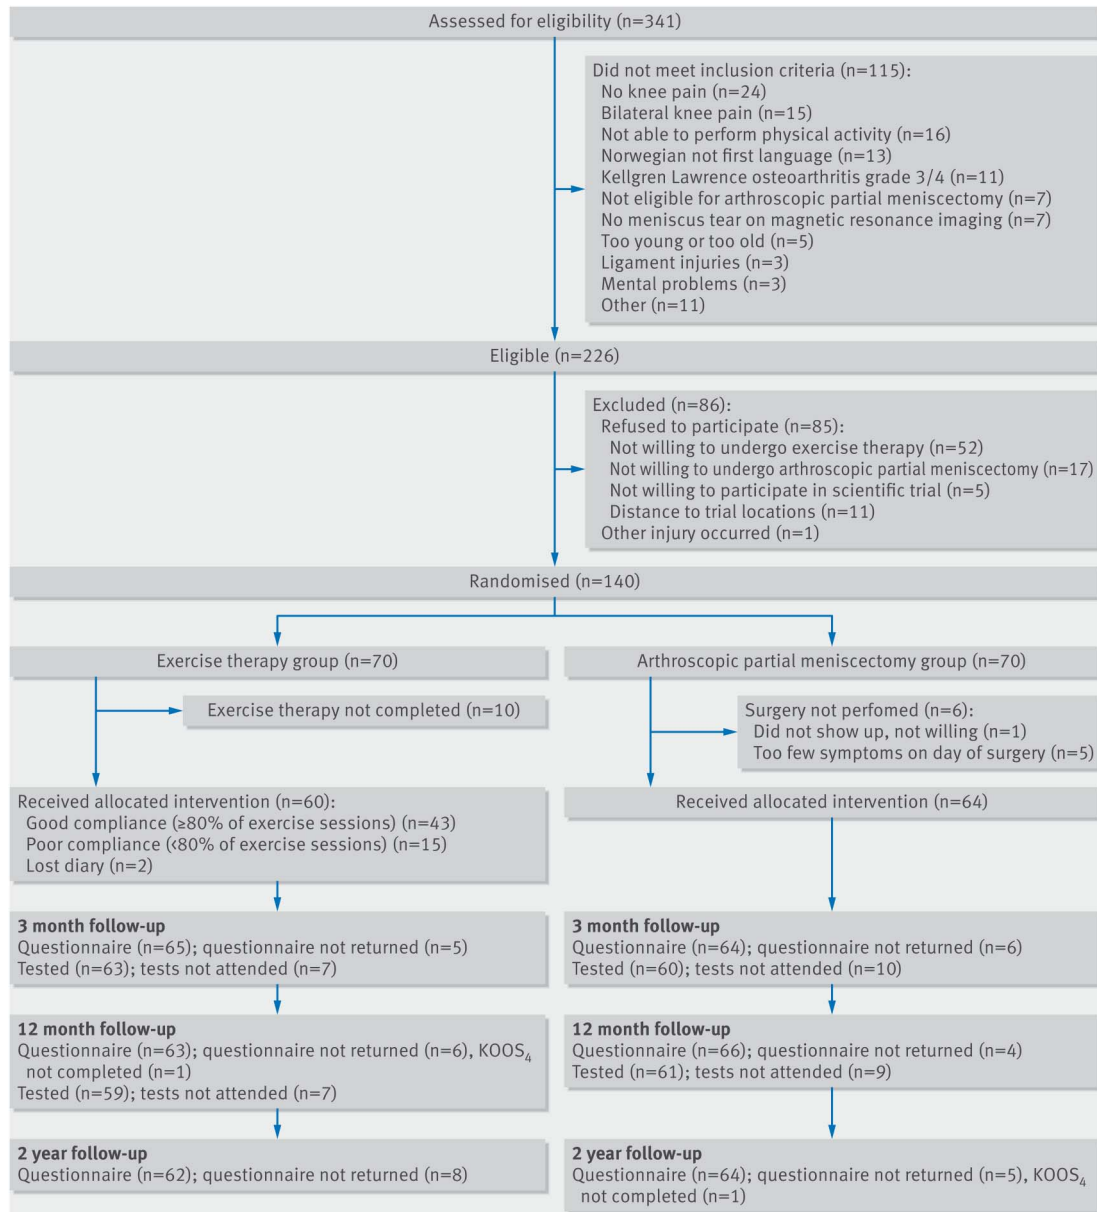 Assessed for eligibility (n=341)
Did not meet inclusion criteria (n=115):
No knee pain (n=24)
Bilateral knee pain (n=15)
Not able to perform physical activity (n=16)
Norwegian not first language (n=13)
Kellgren Lawrence osteoarthritis grade 3/4 (n=11)
Not eligible for arthroscopic partial meniscectomy (n=7)
No meniscus tear on magnetic resonance imaging (n=7)
Too young or too old (n=5)
Ligament injuries (n=3)
Mental problems (n=3)
Other (n=11)
Eligible (n=226)
Excluded (n=86):
Refused to participate (n=85):
Not willing to undergo exercise therapy (n=52)
Not willing to undergo arthroscopic partial meniscectomy (n=17)
Not willing to participate in scientific trial (n=5)
Distance to trial locations (n=11)
Other injury occurred (n=1)
Randomised (n=140)
Exercise therapy group (n=70)
Exercise therapy not completed (n=10)
Received allocated intervention (n=60):
Good compliance (≥80% of exercise sessions) (n=43)
Poor compliance (<80% of exercise sessions) (n=15)
Lost diary (n=2)
3 month follow-up
Questionnaire (n=65); questionnaire not returned (n=5)
Tested (n=63); tests not attended (n=7)
12 month follow-up
Questionnaire (n=63); questionnaire not returned (n=6), KOOS₄
not completed (n=1)
Tested (n=59); tests not attended (n=7)
2 year follow-up
Questionnaire (n=62); questionnaire not returned (n=8)
Arthroscopic partial meniscectomy group (n=70)
Surgery not perfomed (n=6):
Did not show up, not willing (n=1)
Too few symptoms on day of surgery (n=5)
Received allocated intervention (n=64)
3 month follow-up
Questionnaire (n=64); questionnaire not returned (n=6)
Tested (n=60); tests not attended (n=10)
12 month follow-up
Questionnaire (n=66); questionnaire not returned (n=4)
Tested (n=61); tests not attended (n=9)
2 year follow-up
Questionnaire (n=64); questionnaire not returned (n=5), KOOS₄
not completed (n=1)